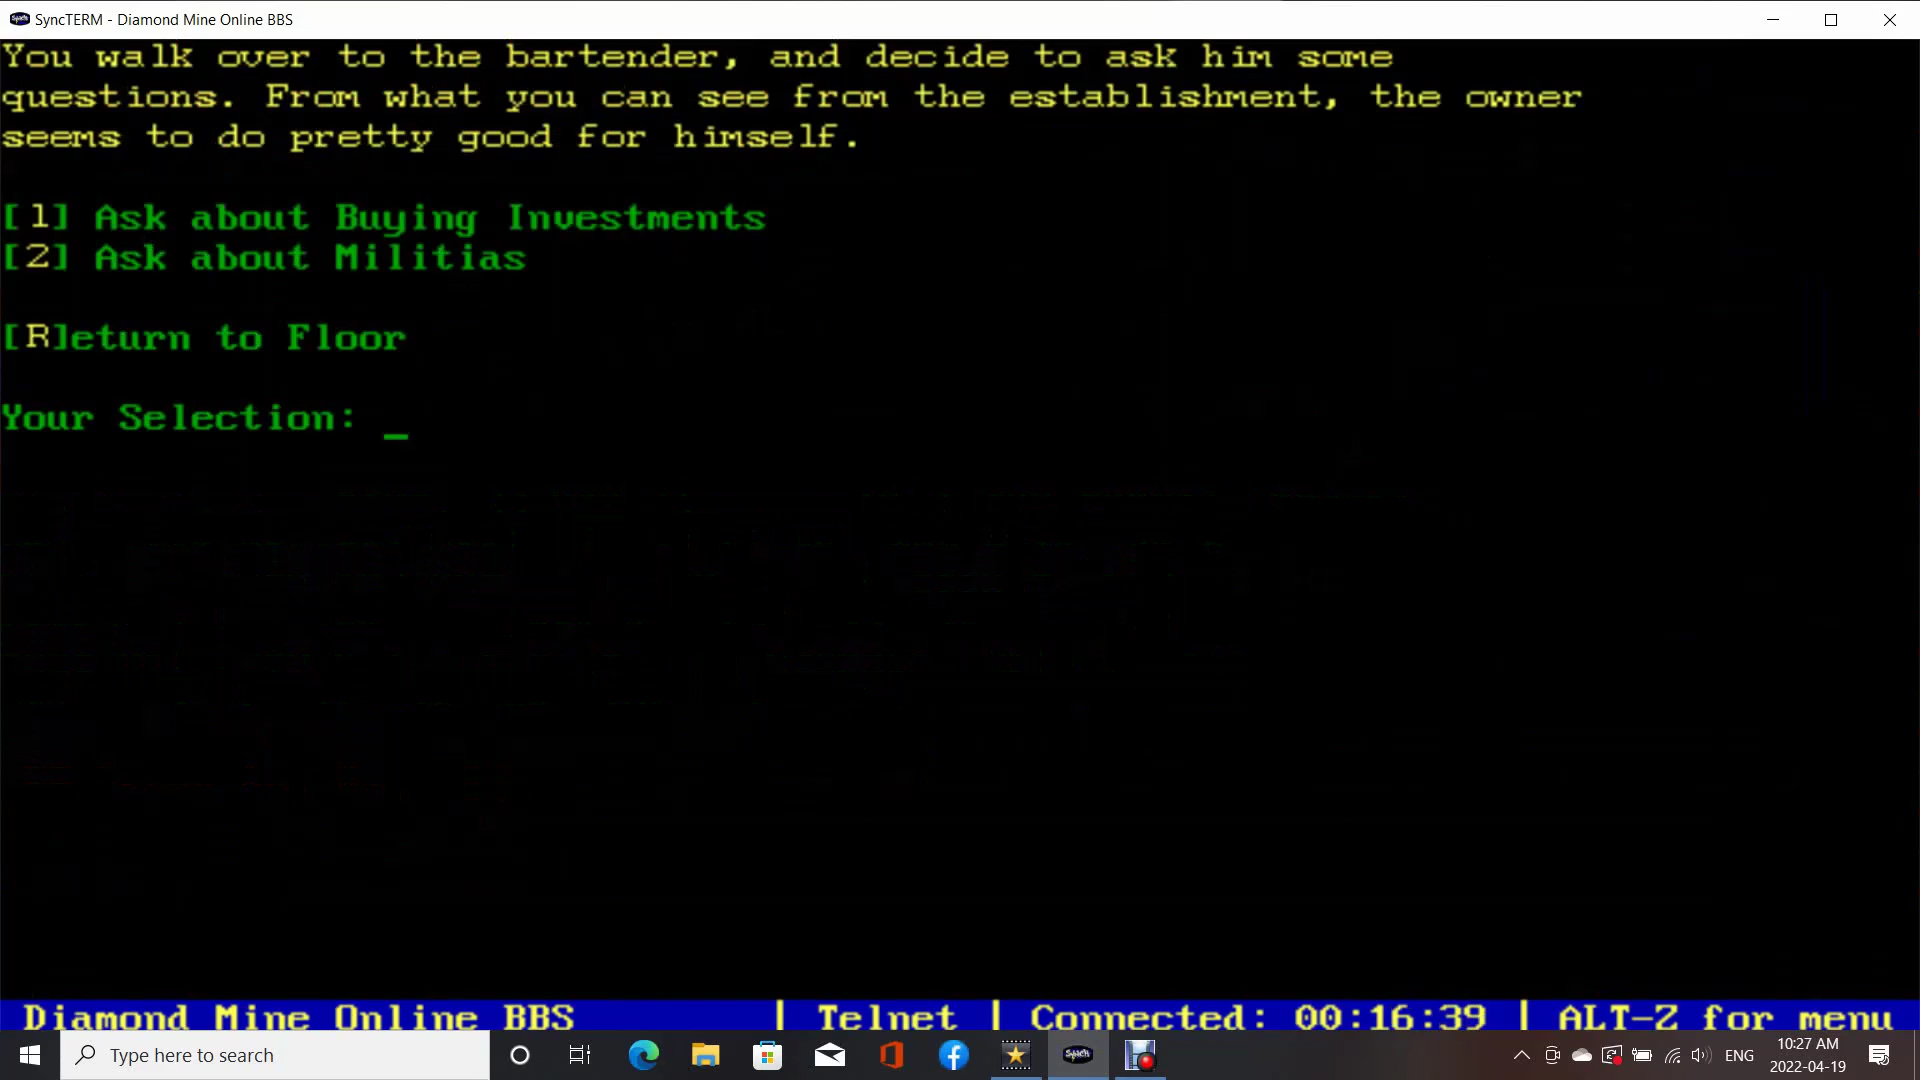 SyncTERM - Diamond Mine Online BBS
You walk over to the bartender, and decide to ask him some
questions. From what you can see from the establishment, the owner
seems to do pretty good for himself.
[1] Ask about Buying Investments
[2] Ask about Militias
[R]eturn to Floor
Your Selection: _
Diamond Mine Online BBS | Telnet | Connected: 00:16:39 | ALT-Z for menu
Type here to search
ENG
10:27 AM
2022-04-19